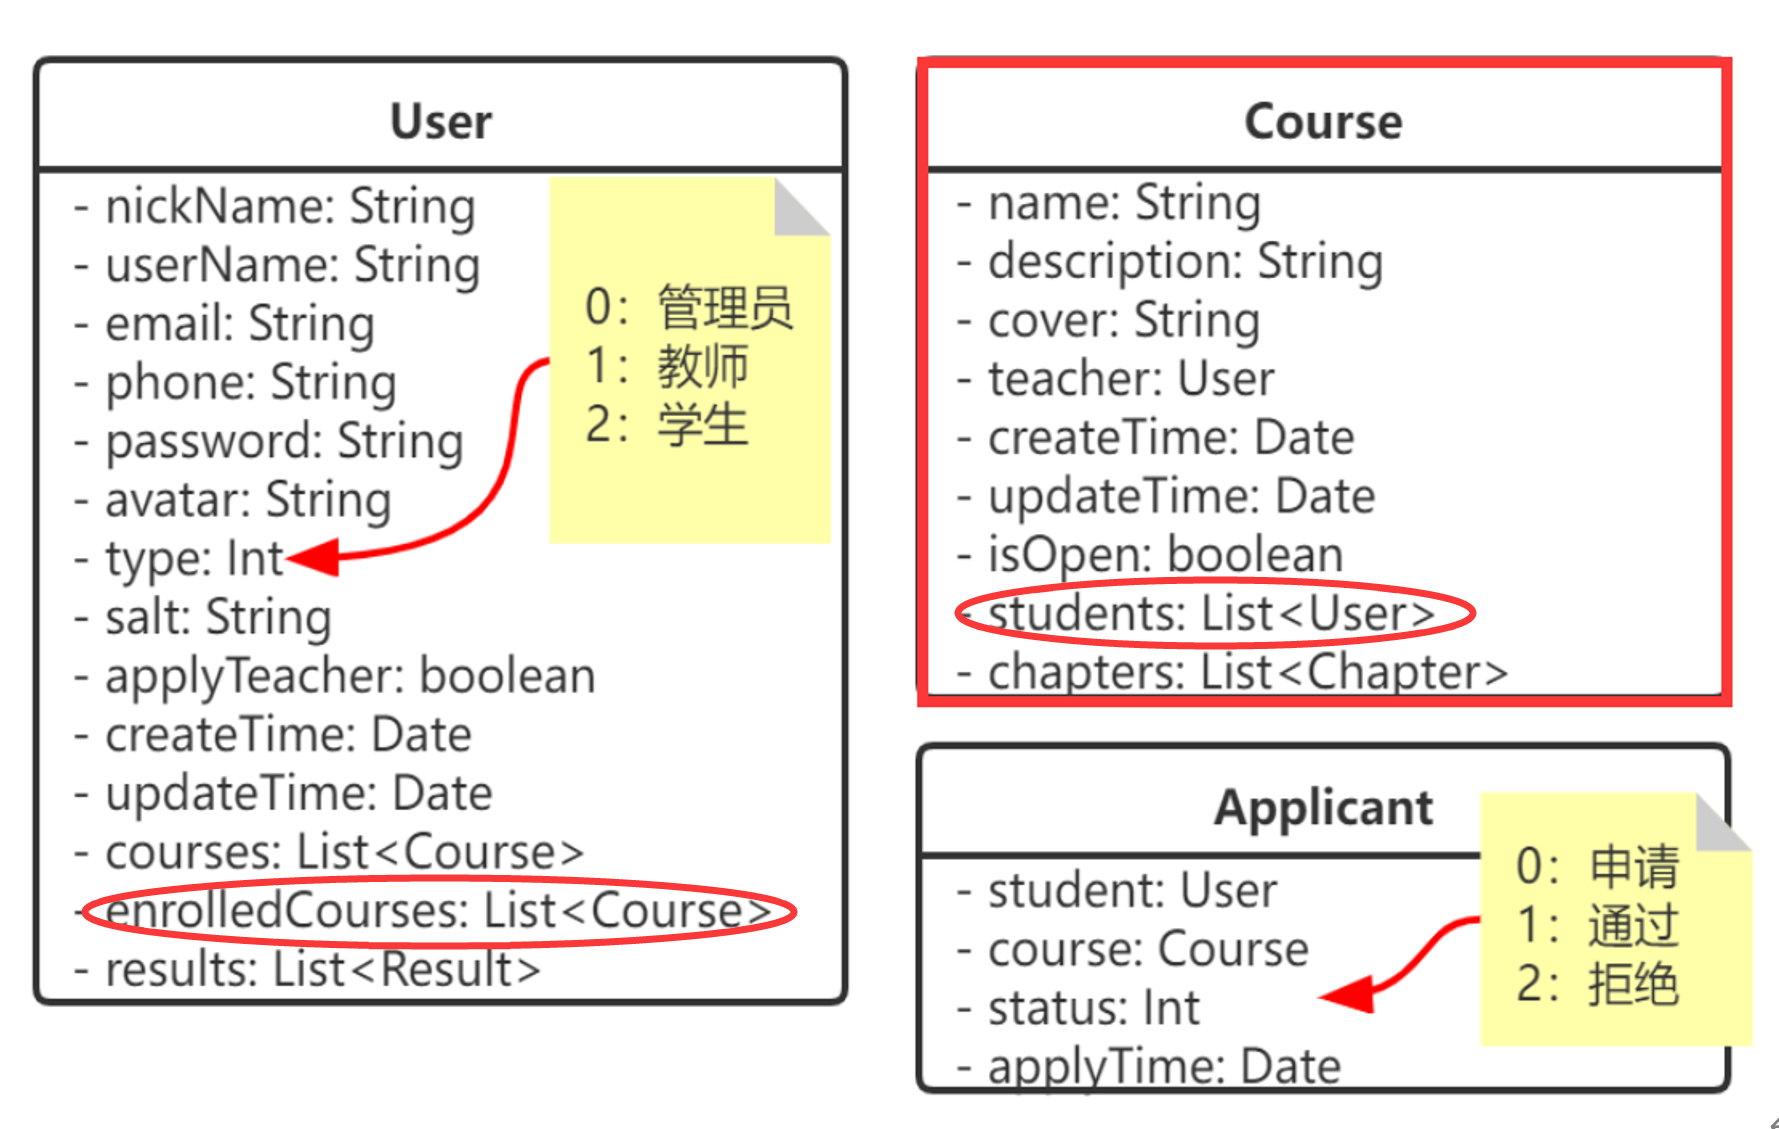 User
- nickName: String
- userName: String
- email: String
- phone: String
- password: String
- avatar: String
- type: Int
- salt: String
- applyTeacher: boolean
- createTime: Date
- updateTime: Date
- courses: List<Course>
- enrolledCourses: List<Course>
- results: List<Result>
0：管理员
1：教师
2：学生
Course
- name: String
- description: String
- cover: String
- teacher: User
- createTime: Date
- updateTime: Date
- isOpen: boolean
- students: List<User>
- chapters: List<Chapter>
Applicant
- student: User
- course: Course
- status: Int
- applyTime: Date
0：申请
1：通过
2：拒绝